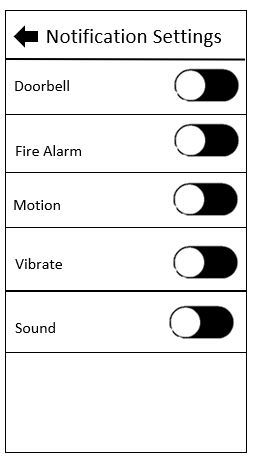 Notification Settings
Doorbell
Fire Alarm
Motion
Vibrate
Sound